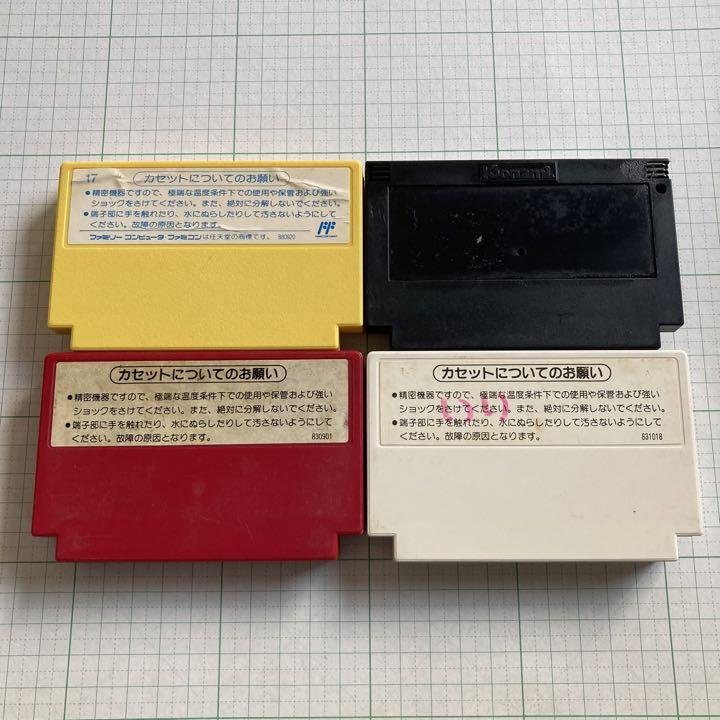 17
カセットについてのお願い
●精密機器ですので、極端な温度条件下での使用や保管および強い
ショックをさけてください。また、絶対に分解しないでください。
●端子部に手を触れたり、水にぬらしたりして汚さないようにして
ください。故障の原因となります。
ファミリーコンピュータ・ファミコンは任天堂の商標です。 880920
Konami
カセットについてのお願い
●精密機器ですので、極端な温度条件下での使用や保管および強い
ショックをさけてください。また、絶対に分解しないでください。
●端子部に手を触れたり、水にぬらしたりして汚さないようにして
ください。故障の原因となります。
830901
カセットについてのお願い
●精密機器ですので、極端な温度条件下での使用や保管および強い
ショックをさけてください。また、絶対に分解しないでください。
●端子部に手を触れたり、水にぬらしたりして汚さないようにして
ください。故障の原因となります。
831018